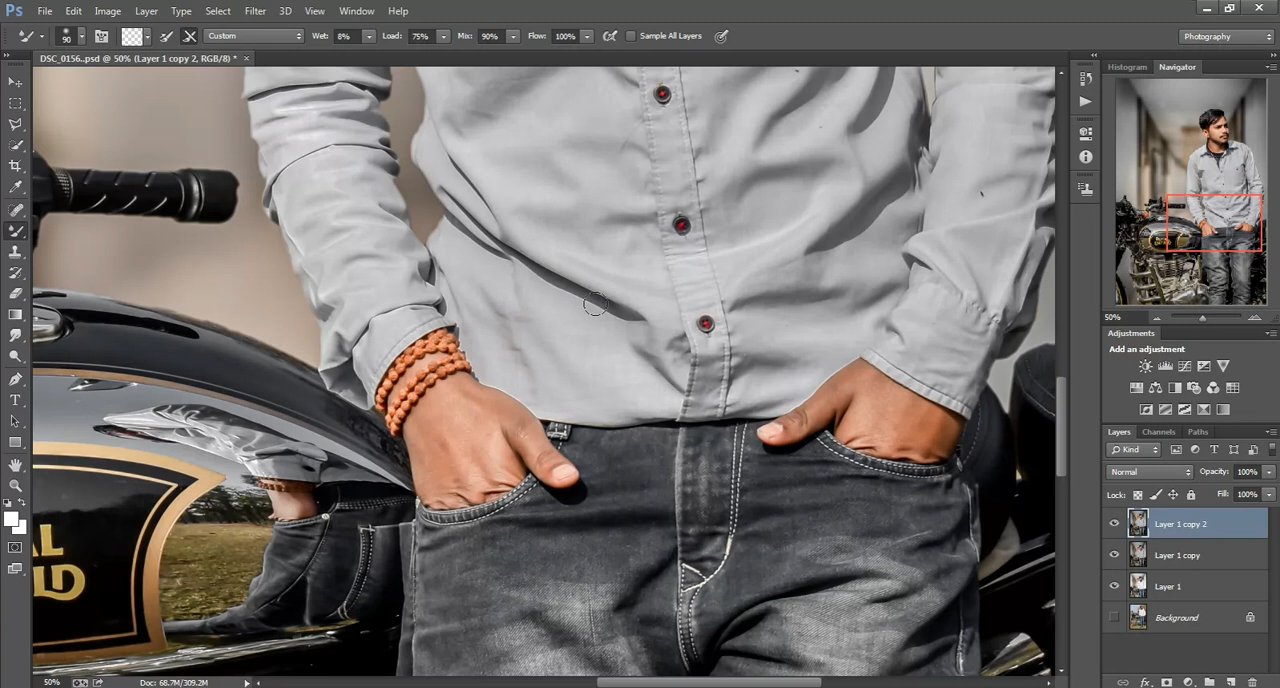 Ps File Edit Image Layer Type Select Filter 3D View Window Help
90 Custom Wet: 8% Load: 75% Mix: 90% Flow: 100% Sample All Layers Photography
DSC_0156..psd @ 50% (Layer 1 copy 2, RGB/8) * ×
Histogram Navigator
50%
Adjustments
Add an adjustment
Layers Channels Paths
Kind
Normal Opacity: 100%
Lock: Fill: 100%
Layer 1 copy 2
Layer 1 copy
Layer 1
Background
AL
LD
50% Doc: 68.7M/309.2M